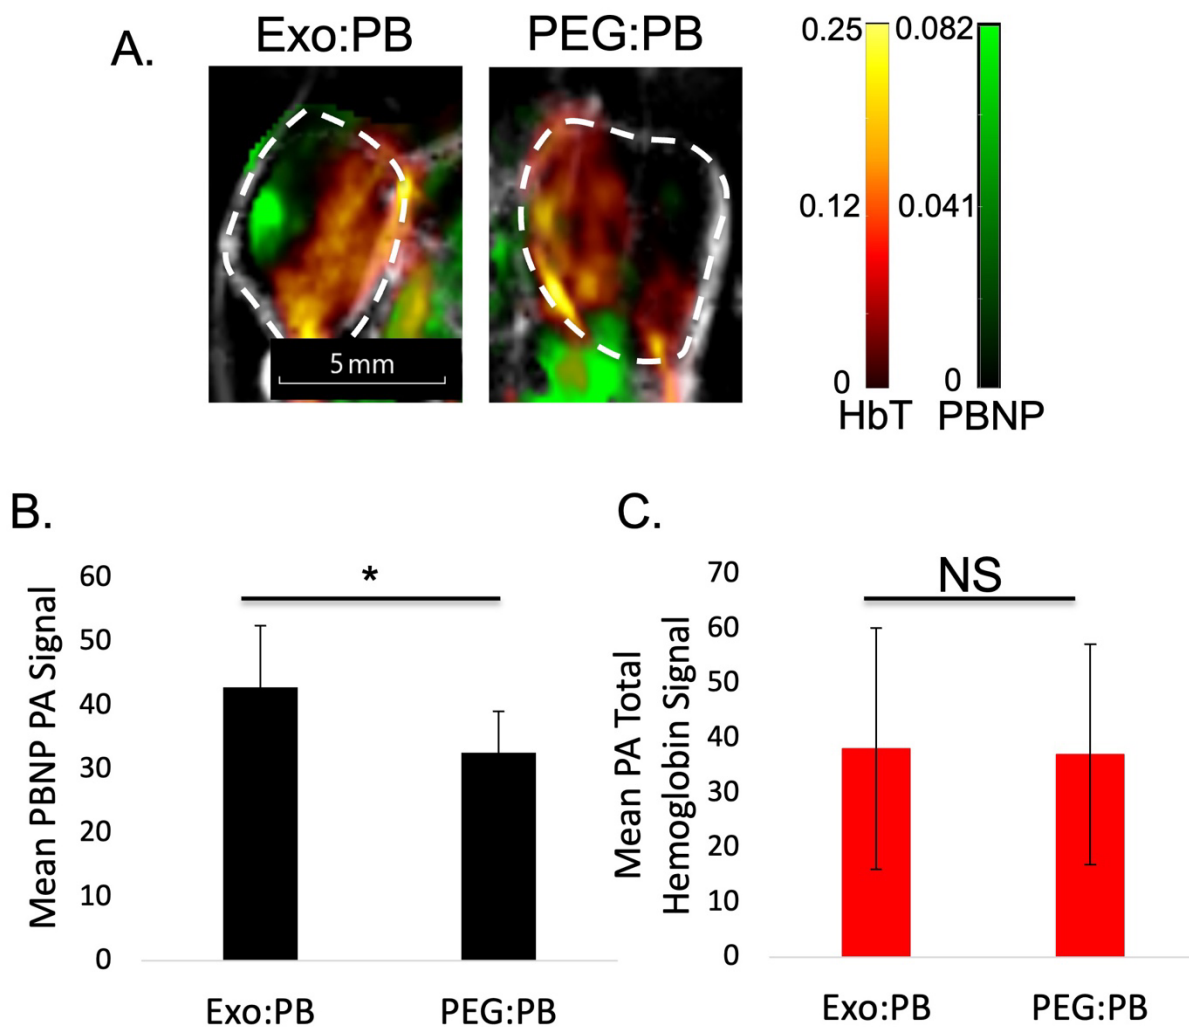 A.
Exo:PB
PEG:PB
0.25
0.12
0
HbT
0.082
0.041
0
PBNP
5 mm
B.
Mean PBNP PA Signal
60
50
40
30
20
10
0
*
Exo:PB
PEG:PB
C.
Mean PA Total
Hemoglobin Signal
70
60
50
40
30
20
10
0
NS
Exo:PB
PEG:PB